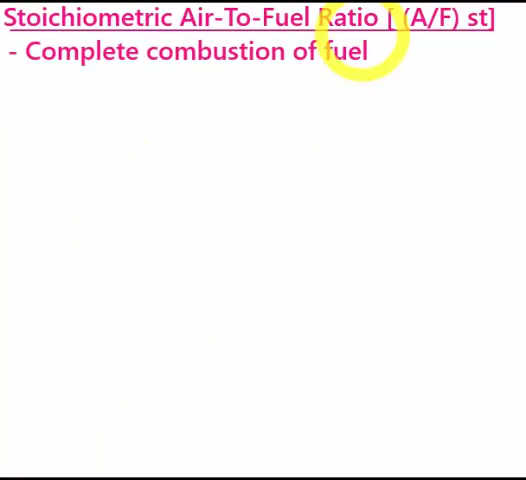 Stoichiometric Air-To-Fuel Ratio [ (A/F) st]
- Complete combustion of fuel